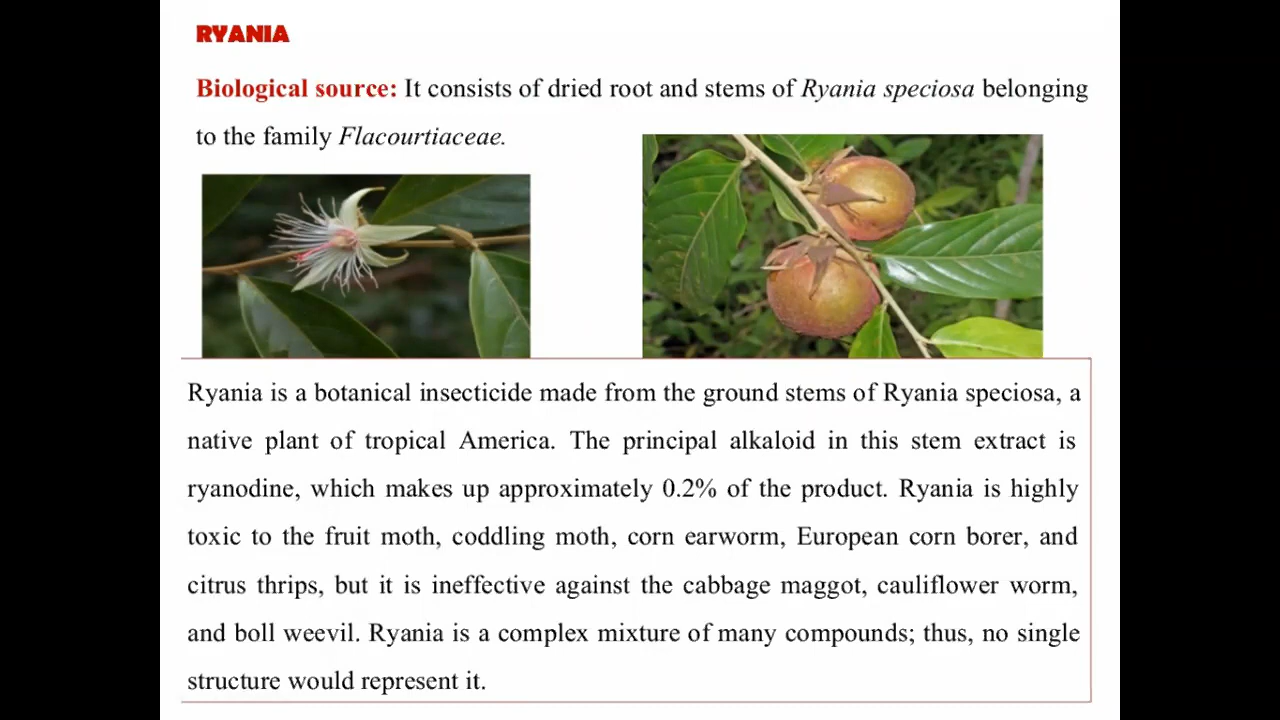 RYANIA
Biological source: It consists of dried root and stems of Ryania speciosa belonging
to the family Flacourtiaceae.
Ryania is a botanical insecticide made from the ground stems of Ryania speciosa, a
native plant of tropical America. The principal alkaloid in this stem extract is
ryanodine, which makes up approximately 0.2% of the product. Ryania is highly
toxic to the fruit moth, coddling moth, corn earworm, European corn borer, and
citrus thrips, but it is ineffective against the cabbage maggot, cauliflower worm,
and boll weevil. Ryania is a complex mixture of many compounds; thus, no single
structure would represent it.